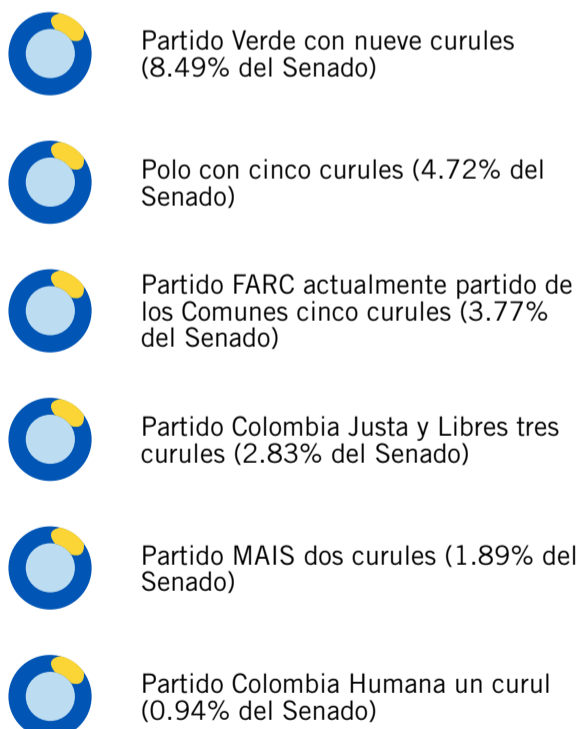 Partido Verde con nueve curules
(8.49% del Senado)
Polo con cinco curules (4.72% del
Senado)
Partido FARC actualmente partido de
los Comunes cinco curules (3.77%
del Senado)
Partido Colombia Justa y Libres tres
curules (2.83% del Senado)
Partido MAIS dos curules (1.89% del
Senado)
Partido Colombia Humana un curul
(0.94% del Senado)